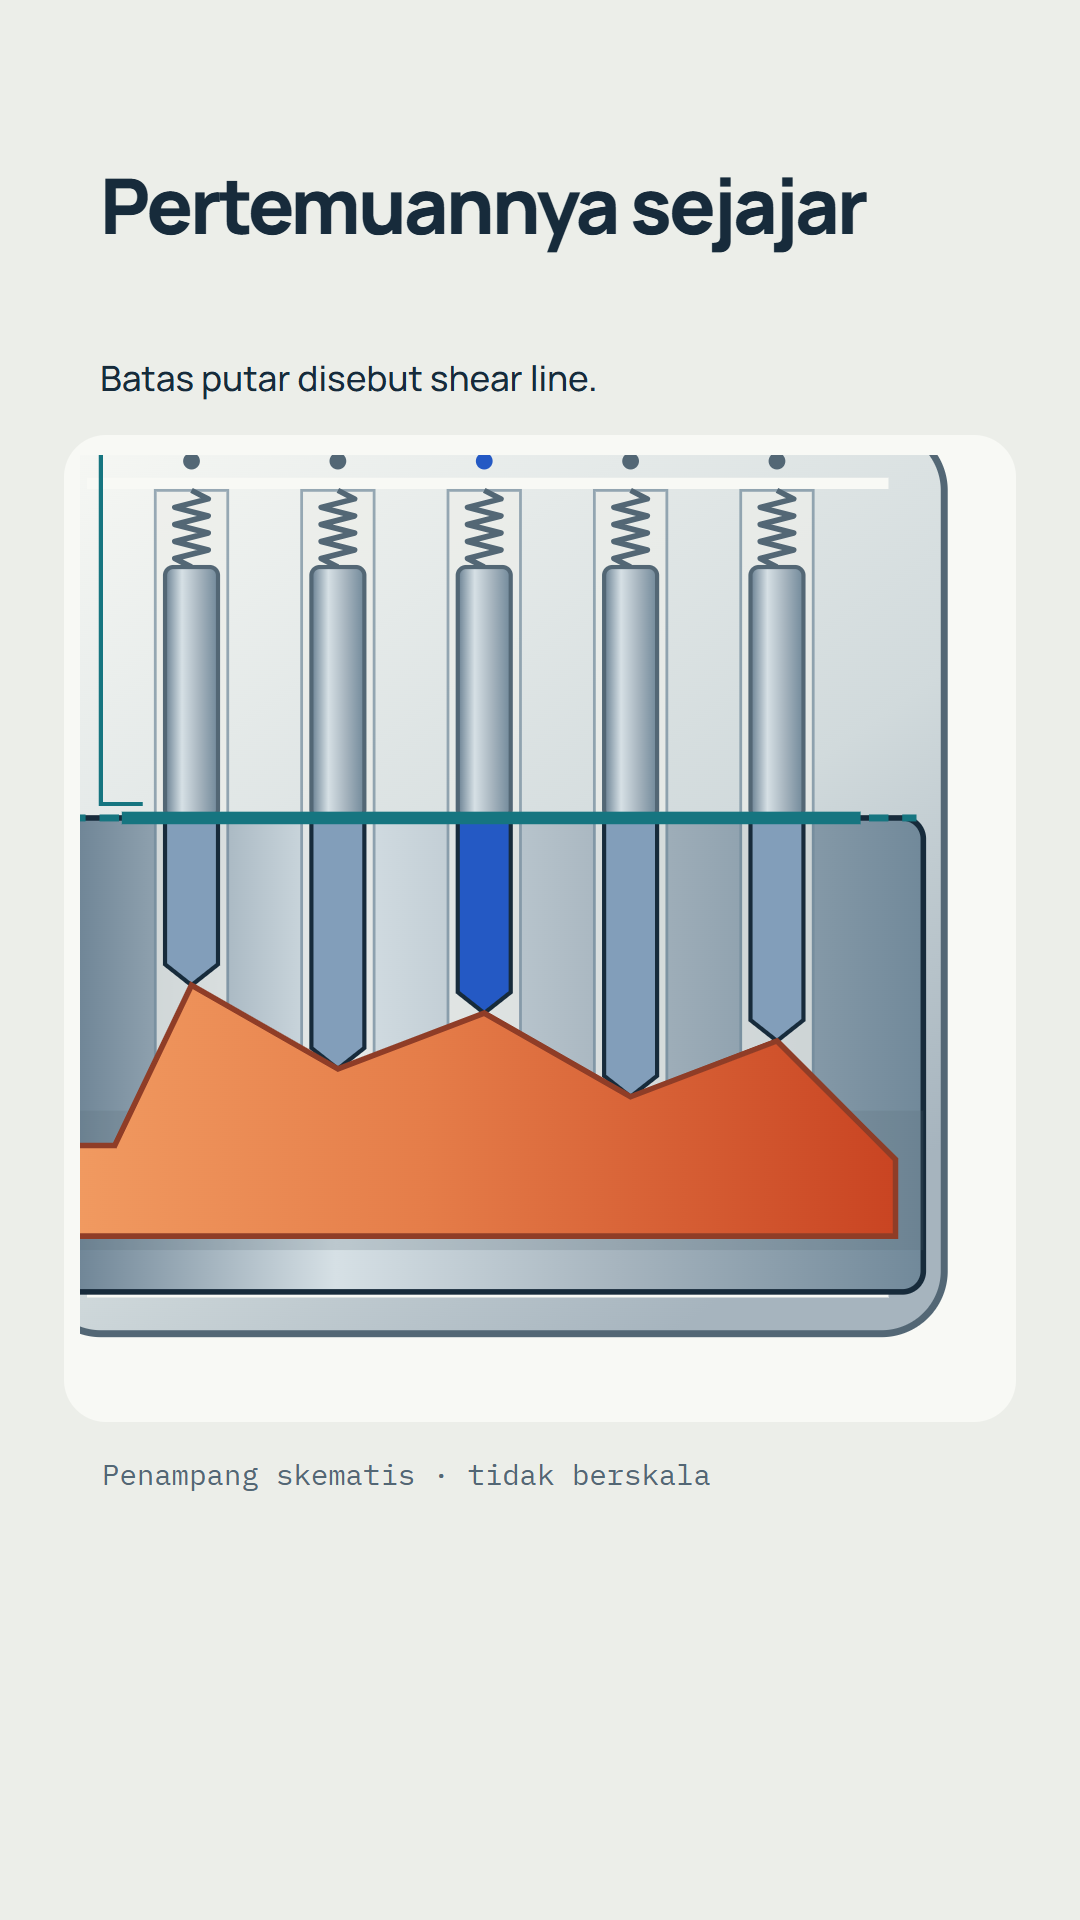 Pertemuannya sejajar
Batas putar disebut shear line.
Penampang skematis · tidak berskala